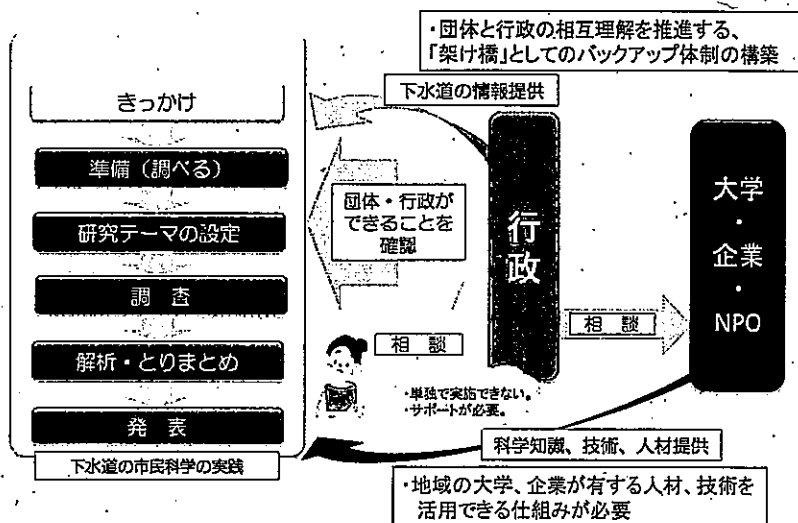 ・団体と行政の相互理解を推進する、
「架け橋」としてのバックアップ体制の構築
下水道の情報提供
きっかけ
準備（調べる）
研究テーマの設定
調 査
解析・とりまとめ
発 表
下水道の市民科学の実践
団体・行政が
できることを
確認
行政
相 談
・単独で実施できない。
・サポートが必要。
相 談
大学
・
企業
・
NPO
科学知識、技術、人材提供
・地域の大学、企業が有する人材、技術を
活用できる仕組みが必要